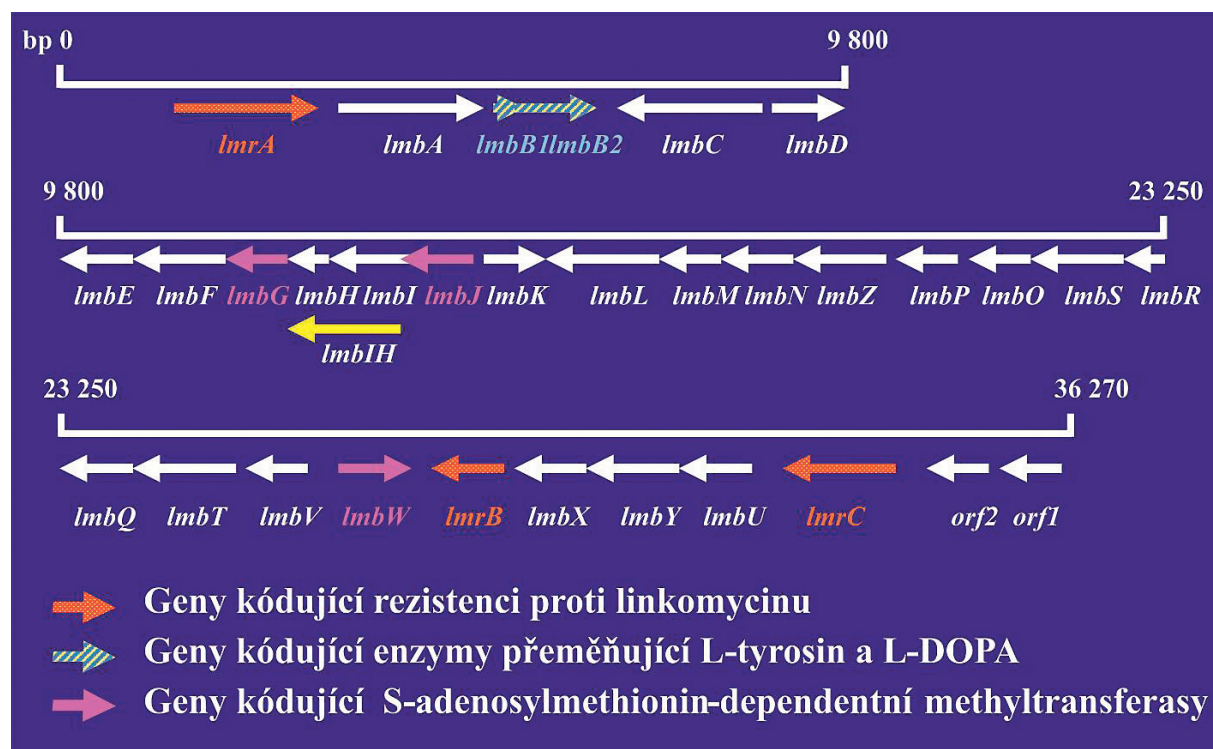 bp 0 9 800
lmrA lmbA lmbB1lmbB2 lmbC lmbD
9 800 23 250
lmbE lmbF lmbG lmbH lmbI lmbJ lmbK lmbL lmbM lmbN lmbZ lmbP lmbO lmbS lmbR
lmbIH
23 250 36 270
lmbQ lmbT lmbV lmbW lmrB lmbX lmbY lmbU lmrC orf2 orf1
Geny kódující rezistenci proti linkomycinu
Geny kódující enzymy přeměňující L-tyrosin a L-DOPA
Geny kódující S-adenosylmethionin-dependentní methyltransferasy